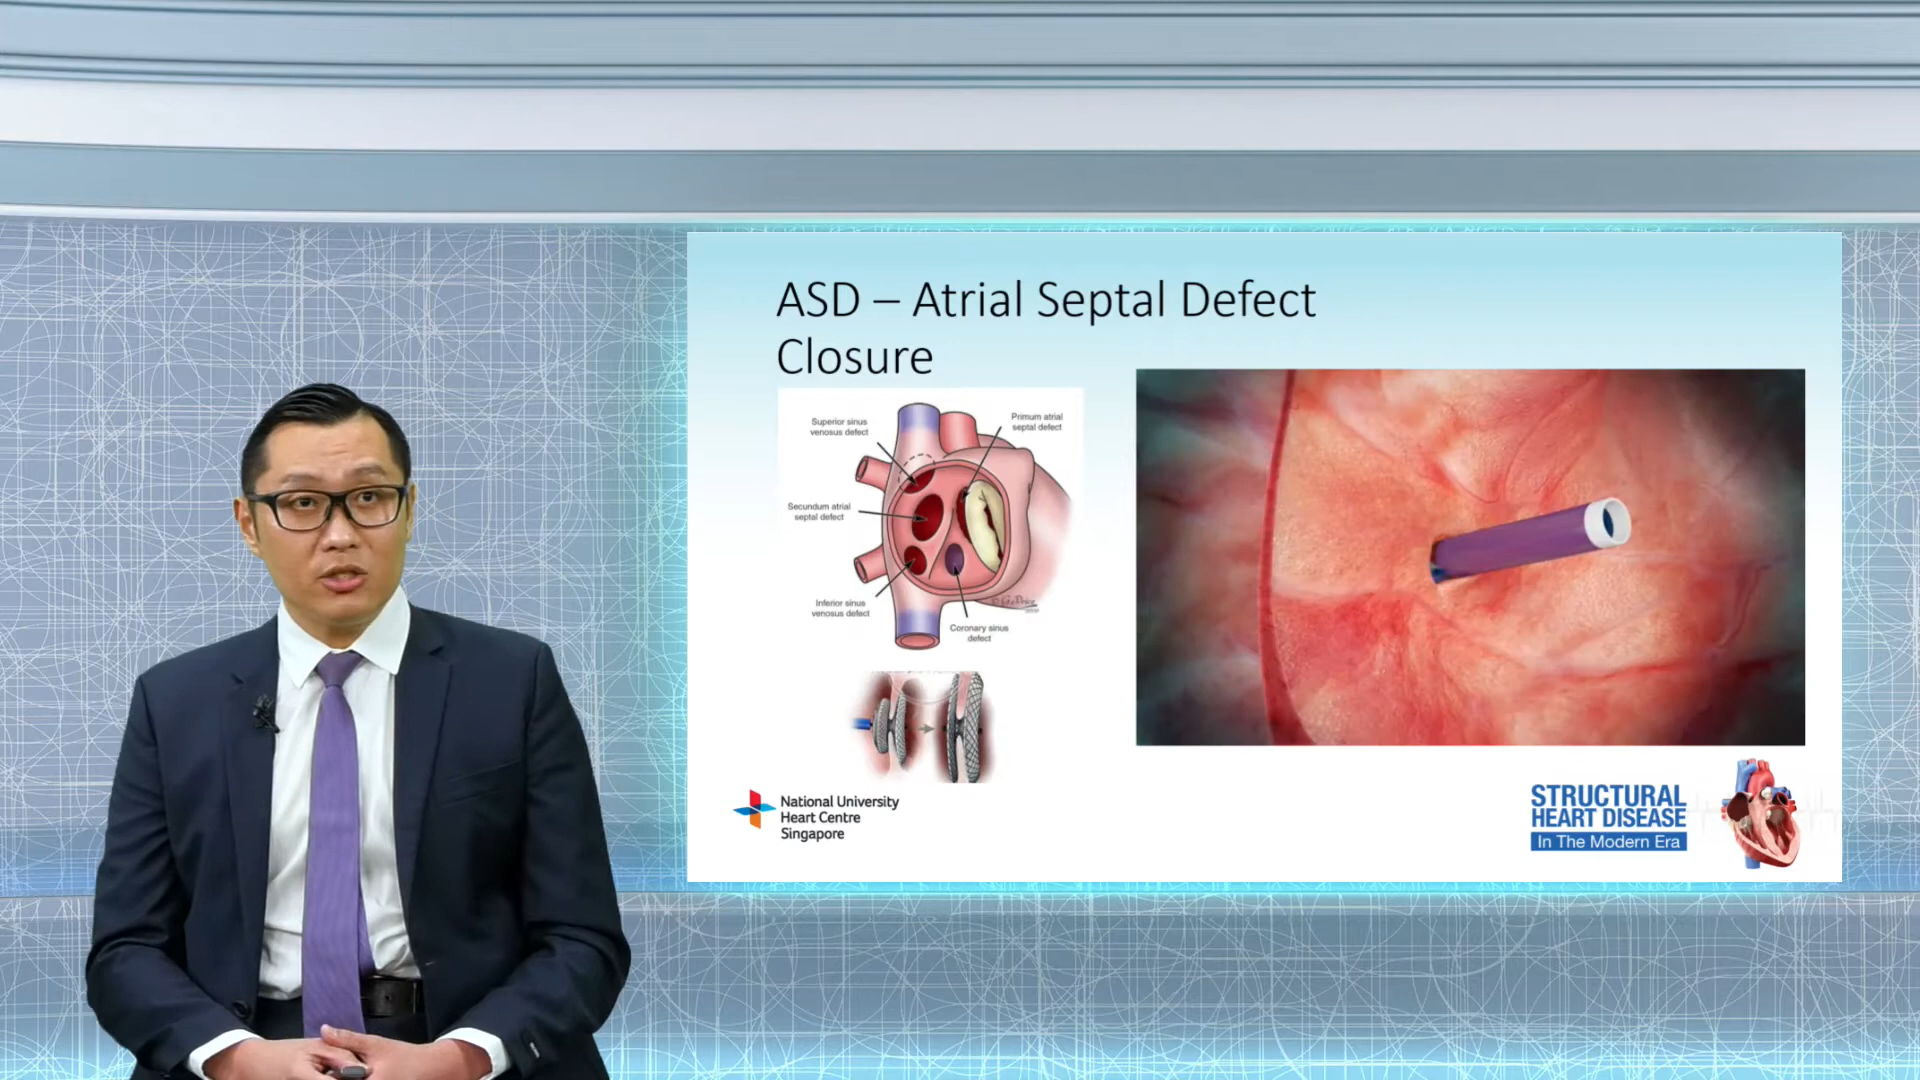 ASD – Atrial Septal Defect
Closure
Superior sinus
venosus defect
Primum atrial
septal defect
Secundum atrial
septal defect
Inferior sinus
venosus defect
Coronary sinus
defect
National University
Heart Centre
Singapore
STRUCTURAL
HEART DISEASE
In The Modern Era